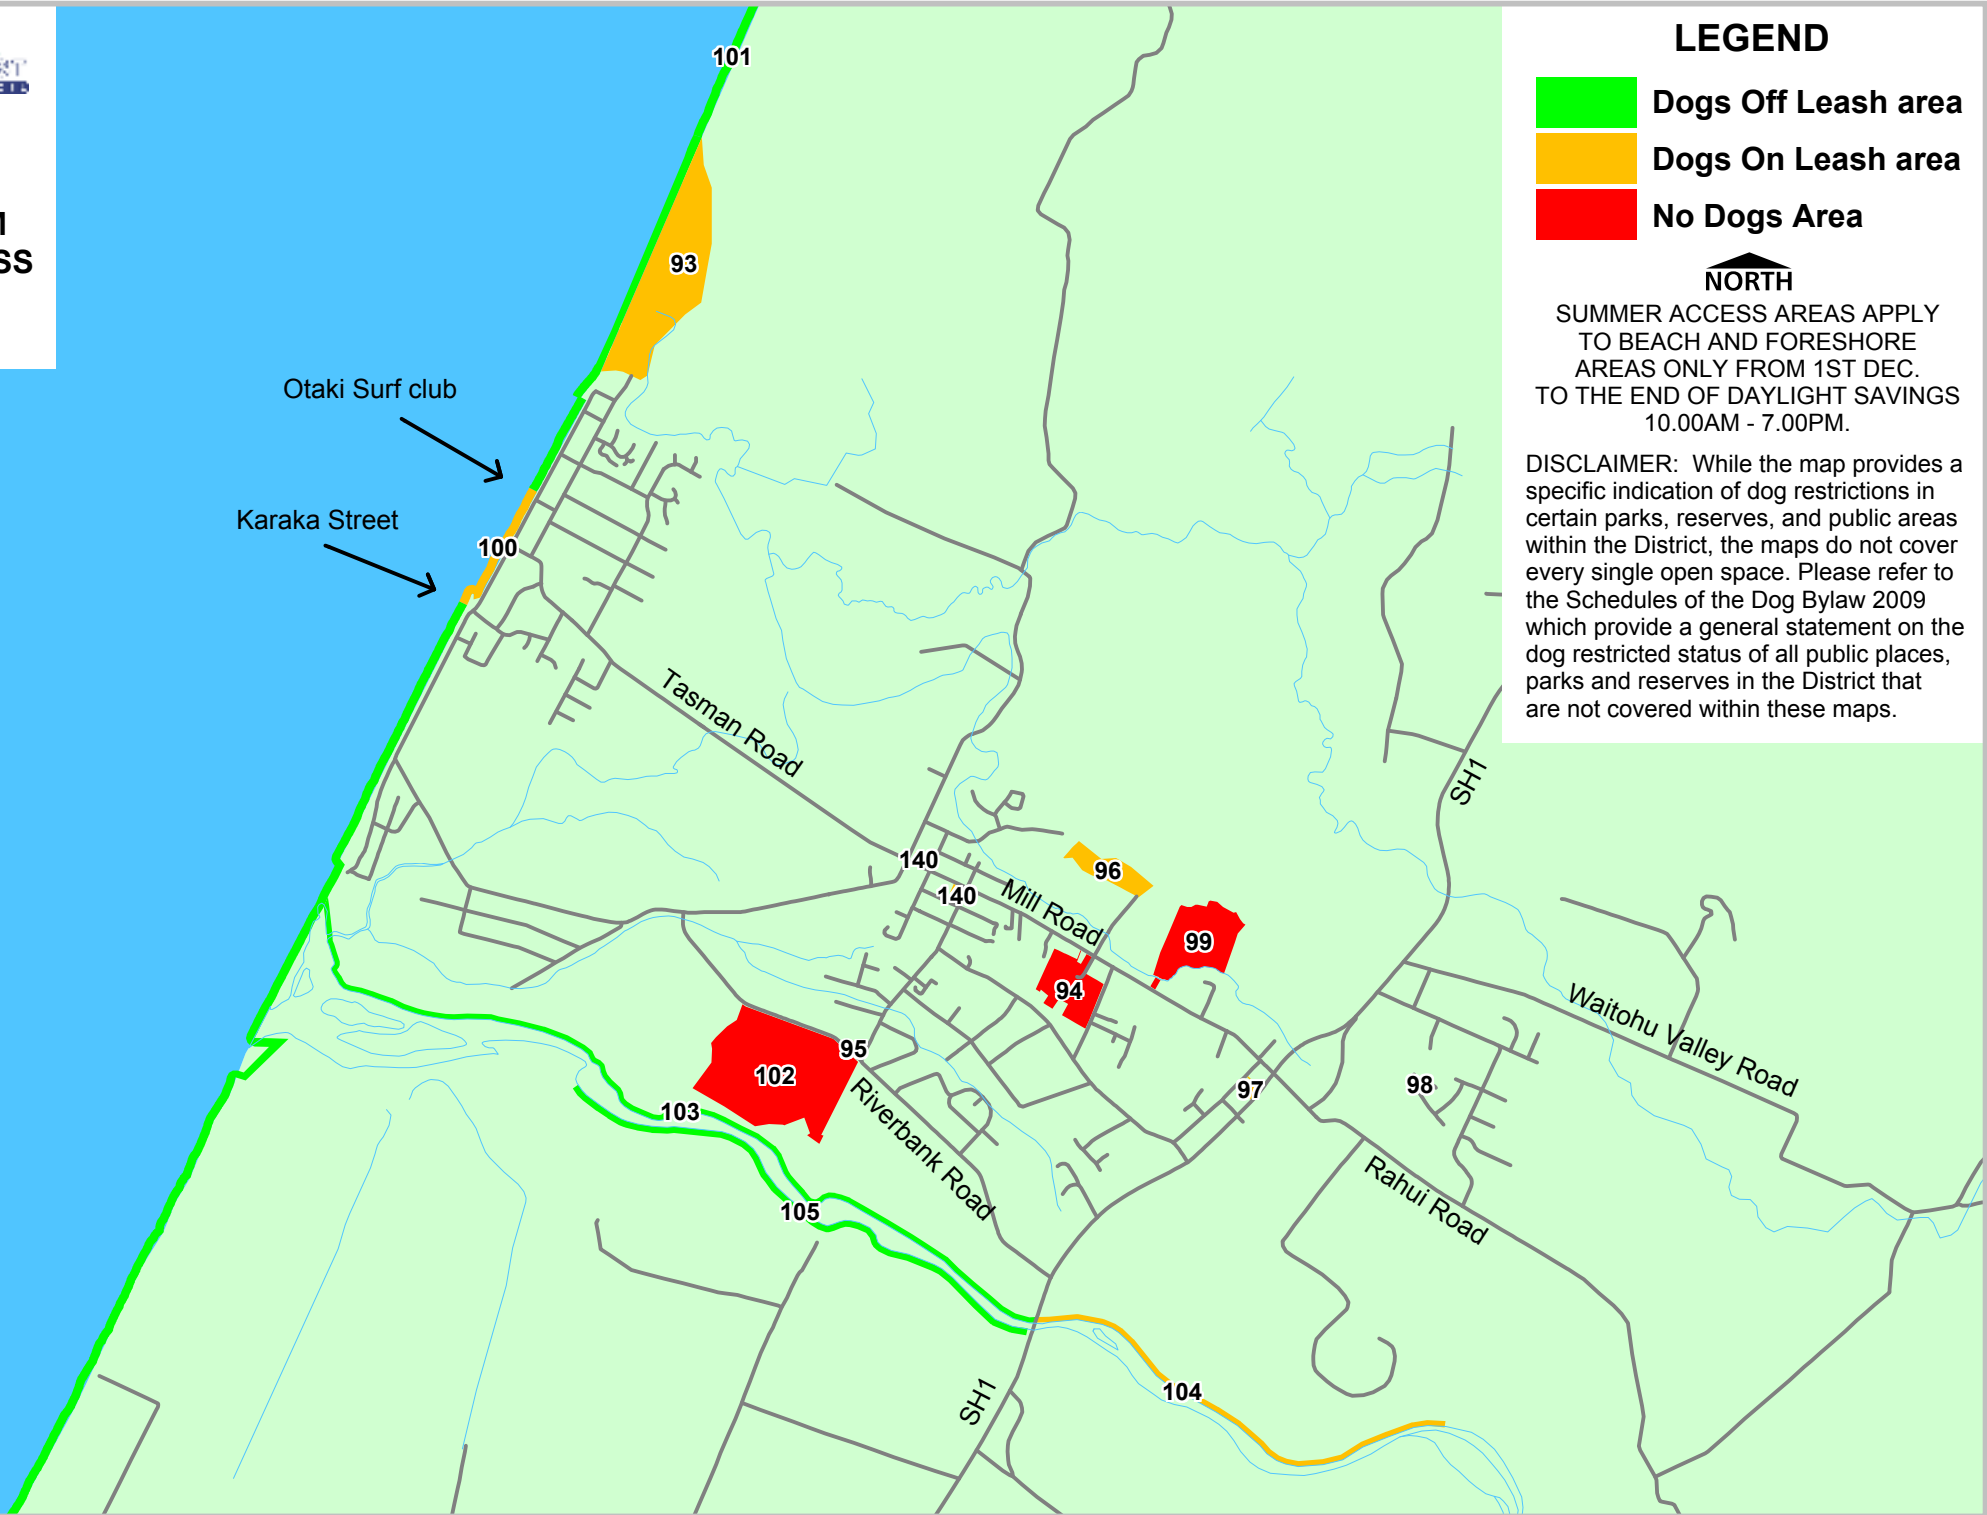 LEGEND
Dogs Off Leash area
Dogs On Leash area
No Dogs Area
NORTH
SUMMER ACCESS AREAS APPLY
TO BEACH AND FORESHORE
AREAS ONLY FROM 1ST DEC.
TO THE END OF DAYLIGHT SAVINGS
10.00AM - 7.00PM.
DISCLAIMER: While the map provides a
specific indication of dog restrictions in
certain parks, reserves, and public areas
within the District, the maps do not cover
every single open space. Please refer to
the Schedules of the Dog Bylaw 2009
which provide a general statement on the
dog restricted status of all public places,
parks and reserves in the District that
are not covered within these maps.
SS
101
93
Otaki Surf club
Karaka Street
100
Tasman Road
SH1
140
96
140
Mill Road
99
94
Waitohu Valley Road
95
102
97
98
103
Riverbank Road
105
Rahui Road
104
SH1